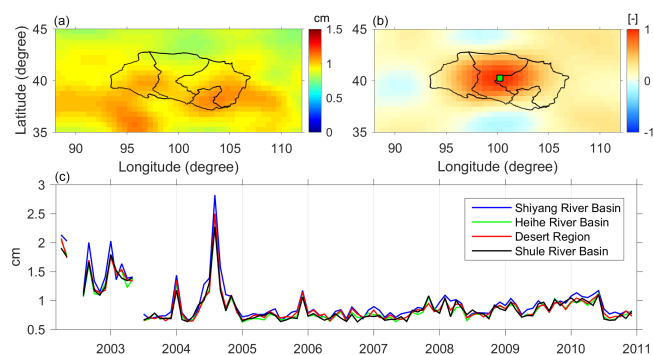 (a)
cm
(b)
[-]
45
40
35
Latitude (degree)
90 95 100 105 110
Longitude (degree)
1.5
1
0.5
0
45
40
35
90 95 100 105 110
Longitude (degree)
1
0
-1
(c)
3
2.5
2
1.5
1
0.5
cm
Shiyang River Basin
Heihe River Basin
Desert Region
Shule River Basin
2003 2004 2005 2006 2007 2008 2009 2010 2011